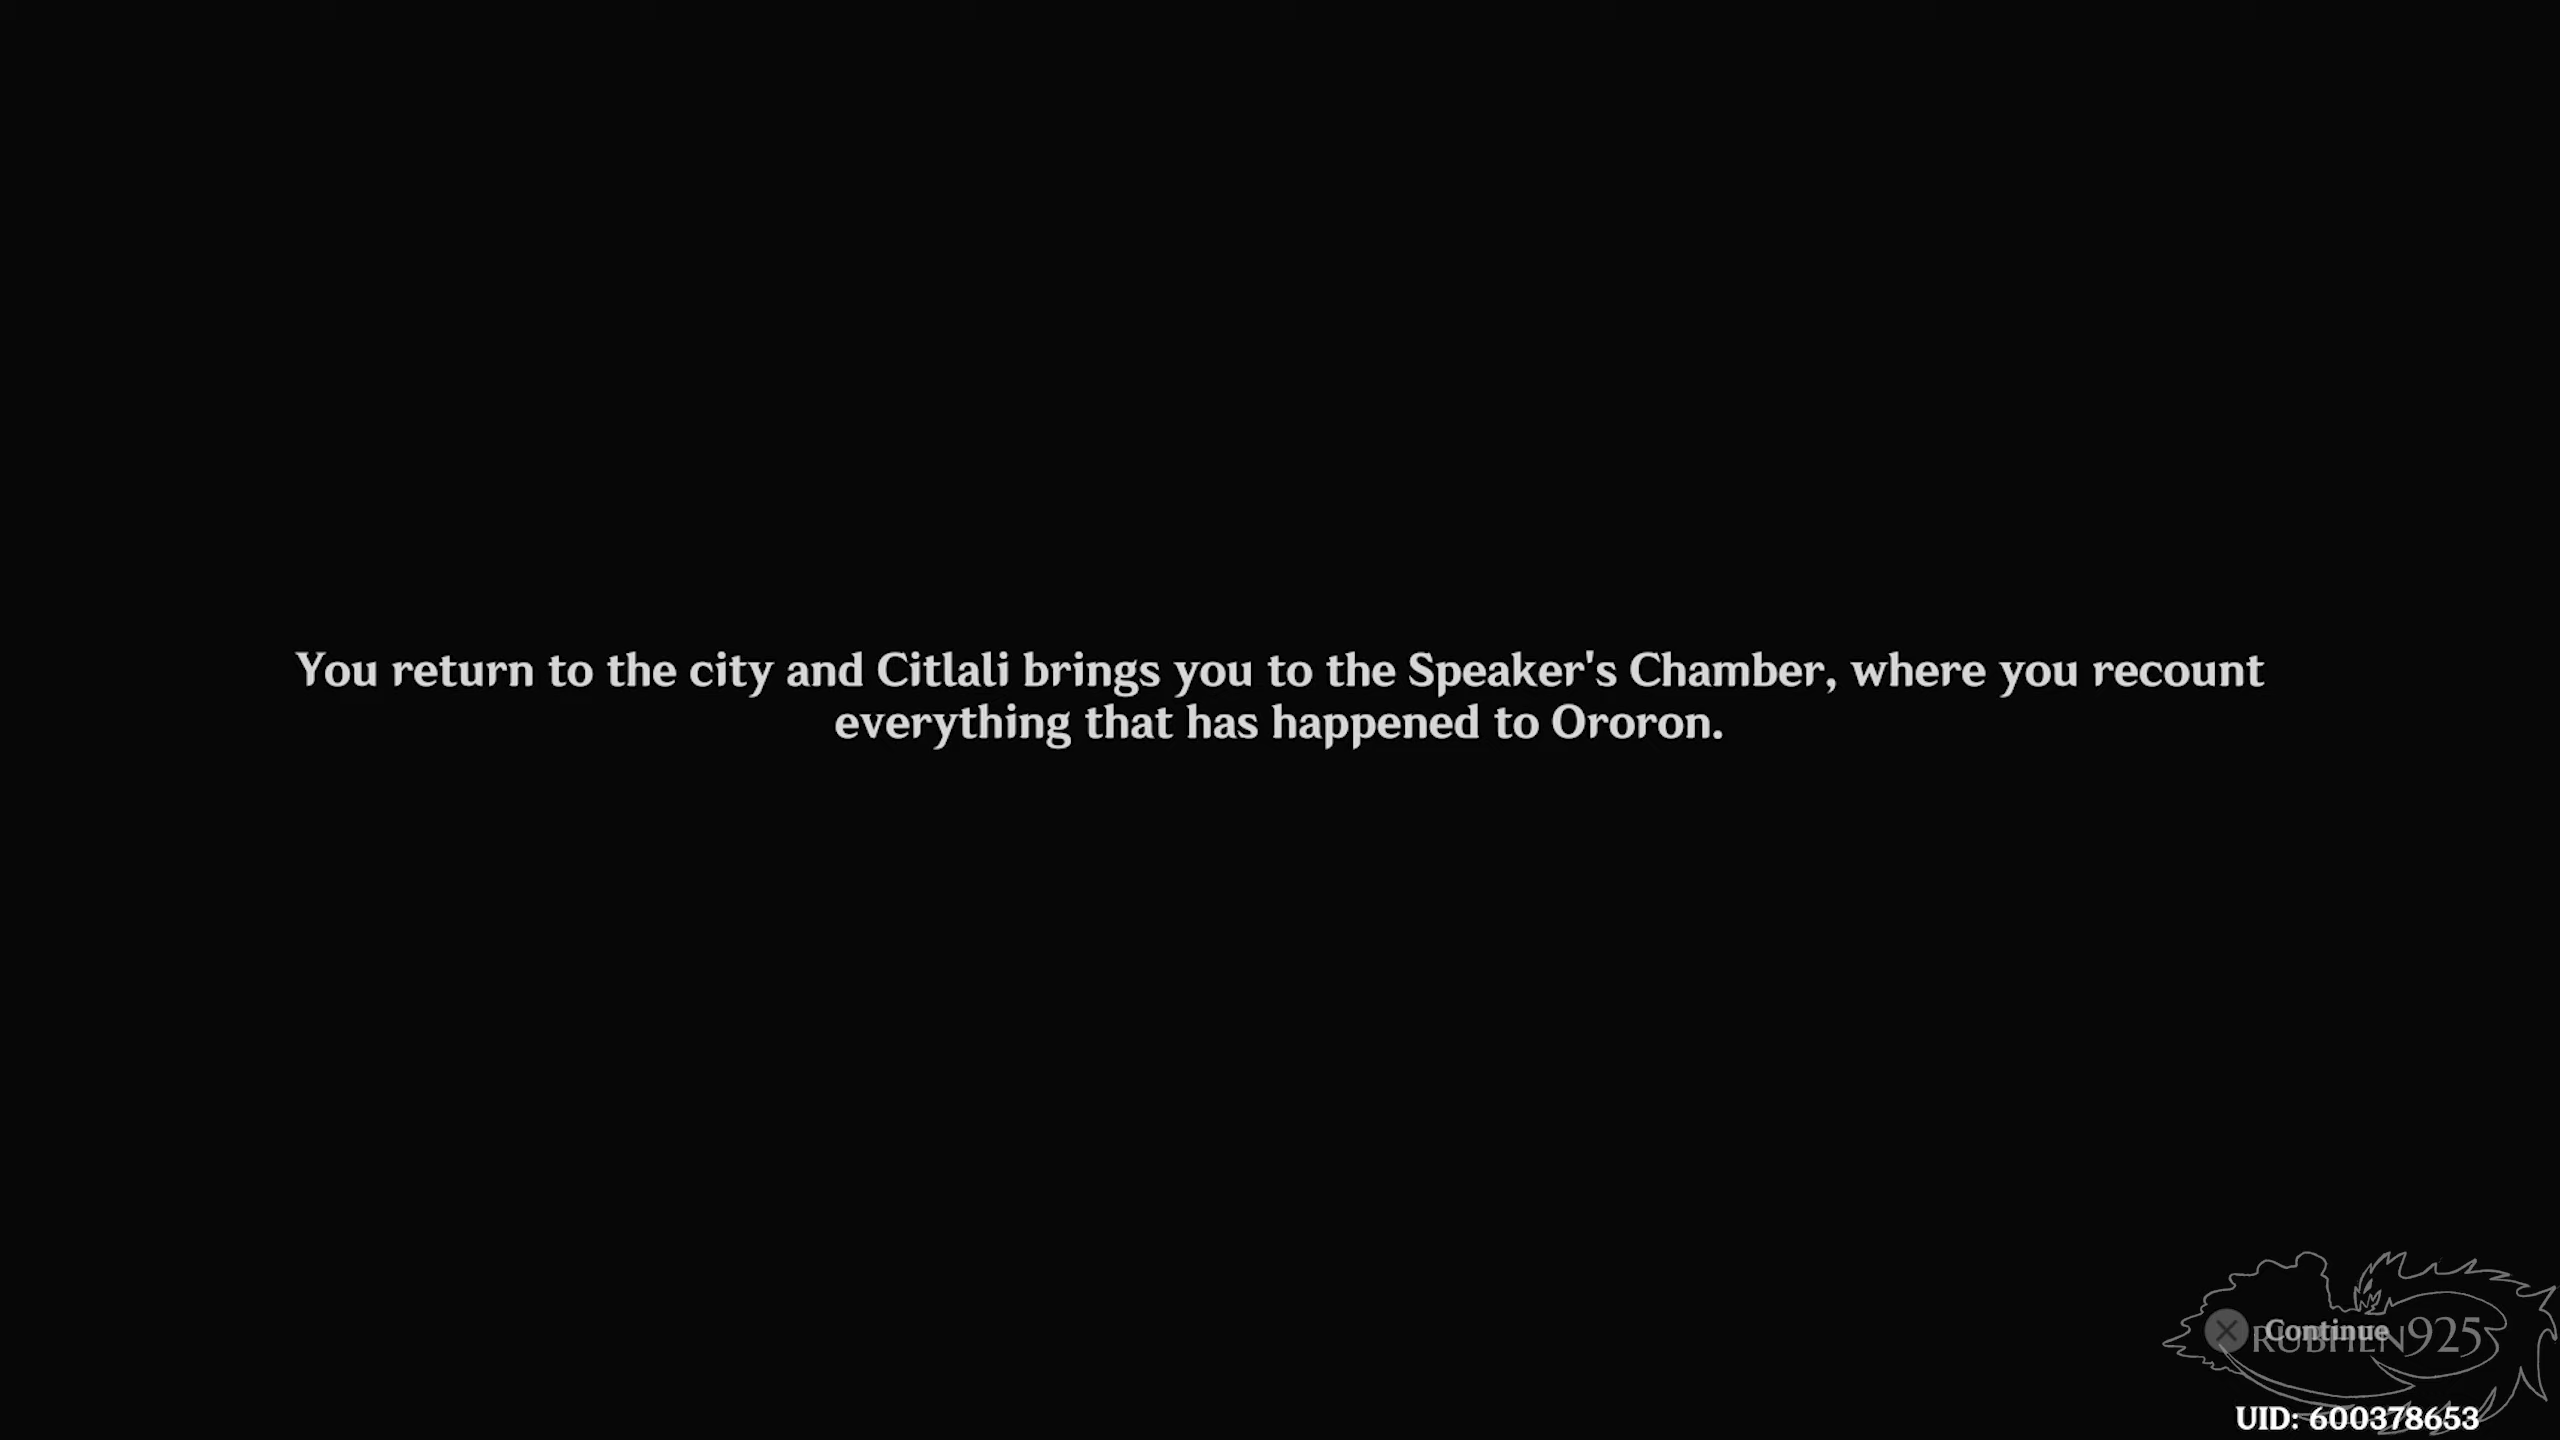 You return to the city and Citlali brings you to the Speaker's Chamber, where you recount
everything that has happened to Ororon.
Continue
RUBHEN925
UID: 600378653